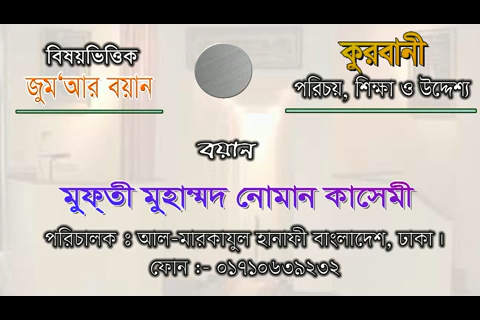 বিষয়ভিত্তিক
জুম‘আর বয়ান
কুরবানী
পরিচয়, শিক্ষা ও উদ্দেশ্য
বয়ান
মুফ্তী মুহাম্মদ নোমান কাসেমী
পরিচালক ঃ আল-মারকাযুল হানাফী বাংলাদেশ, ঢাকা।
ফোন :- ০১৭১০৬৩৯২৩২